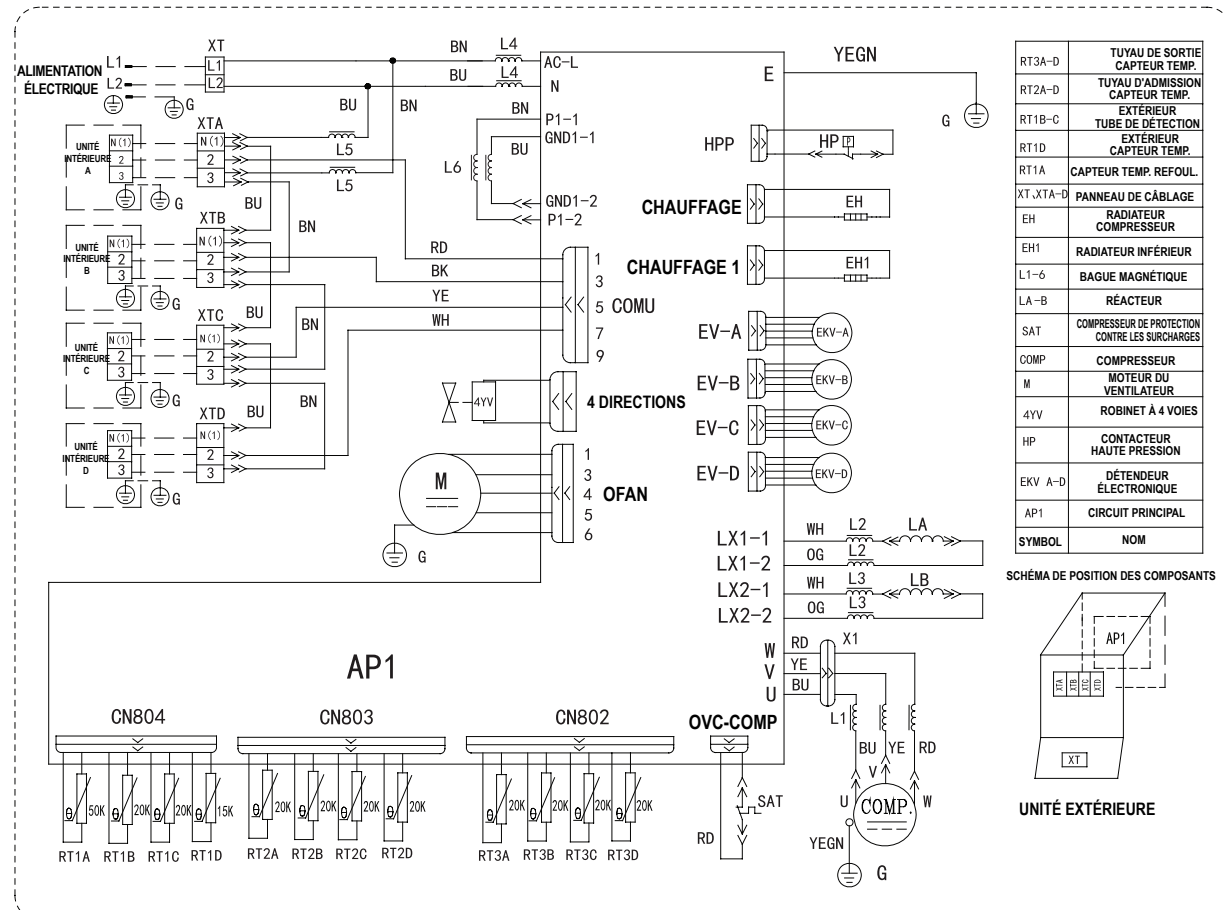 ALIMENTATION
ÉLECTRIQUE
L1
L2
G
XT
L1
L2
BN
L4
BU
L4
AC-L
N
BU
BN
L5
L5
UNITÉ
INTÉRIEURE
A
N(1)
2
3
G
XTA
N(1)
2
3
BU
BN
UNITÉ
INTÉRIEURE
B
N(1)
2
3
G
XTB
N(1)
2
3
BU
BN
UNITÉ
INTÉRIEURE
C
N(1)
2
3
G
XTC
N(1)
2
3
BU
BN
UNITÉ
INTÉRIEURE
D
N(1)
2
3
G
XTD
N(1)
2
3
BN
P1-1
GND1-1
BU
L6
GND1-2
P1-2
RD
BK
YE
WH
1
3
5
7
9
COMU
4YV
4 DIRECTIONS
M
G
1
3
4
5
6
OFAN
E
YEGN
G
HPP
HP
P
CHAUFFAGE
EH
CHAUFFAGE 1
EH1
EV-A
EKV-A
EV-B
EKV-B
EV-C
EKV-C
EV-D
EKV-D
LX1-1
WH
L2
LA
LX1-2
OG
L2
LX2-1
WH
L3
LB
LX2-2
OG
L3
W
RD
X1
V
YE
U
BU
L1
BU
YE
RD
V
U
W
COMP.
YEGN
G
AP1
CN804
50K
20K
20K
15K
θ
θ
θ
θ
RT1A
RT1B
RT1C
RT1D
CN803
20K
20K
20K
20K
θ
θ
θ
θ
RT2A
RT2B
RT2C
RT2D
CN802
20K
20K
20K
20K
θ
θ
θ
θ
RT3A
RT3B
RT3C
RT3D
OVC-COMP
SAT
RD
RT3A-D
TUYAU DE SORTIE
CAPTEUR TEMP.
RT2A-D
TUYAU D'ADMISSION
CAPTEUR TEMP.
RT1B-C
EXTÉRIEUR
TUBE DE DÉTECTION
RT1D
EXTÉRIEUR
CAPTEUR TEMP.
RT1A
CAPTEUR TEMP. REFOUL.
XT、XTA-D
PANNEAU DE CÂBLAGE
EH
RADIATEUR
COMPRESSEUR
EH1
RADIATEUR INFÉRIEUR
L1-6
BAGUE MAGNÉTIQUE
LA-B
RÉACTEUR
SAT
COMPRESSEUR DE PROTECTION
CONTRE LES SURCHARGES
COMP
COMPRESSEUR
M
MOTEUR DU
VENTILATEUR
4YV
ROBINET À 4 VOIES
HP
CONTACTEUR
HAUTE PRESSION
EKV A-D
DÉTENDEUR
ÉLECTRONIQUE
AP1
CIRCUIT PRINCIPAL
SYMBOL
NOM
SCHÉMA DE POSITION DES COMPOSANTS
AP1
XTA
XTB
XTC
XTD
XT
UNITÉ EXTÉRIEURE